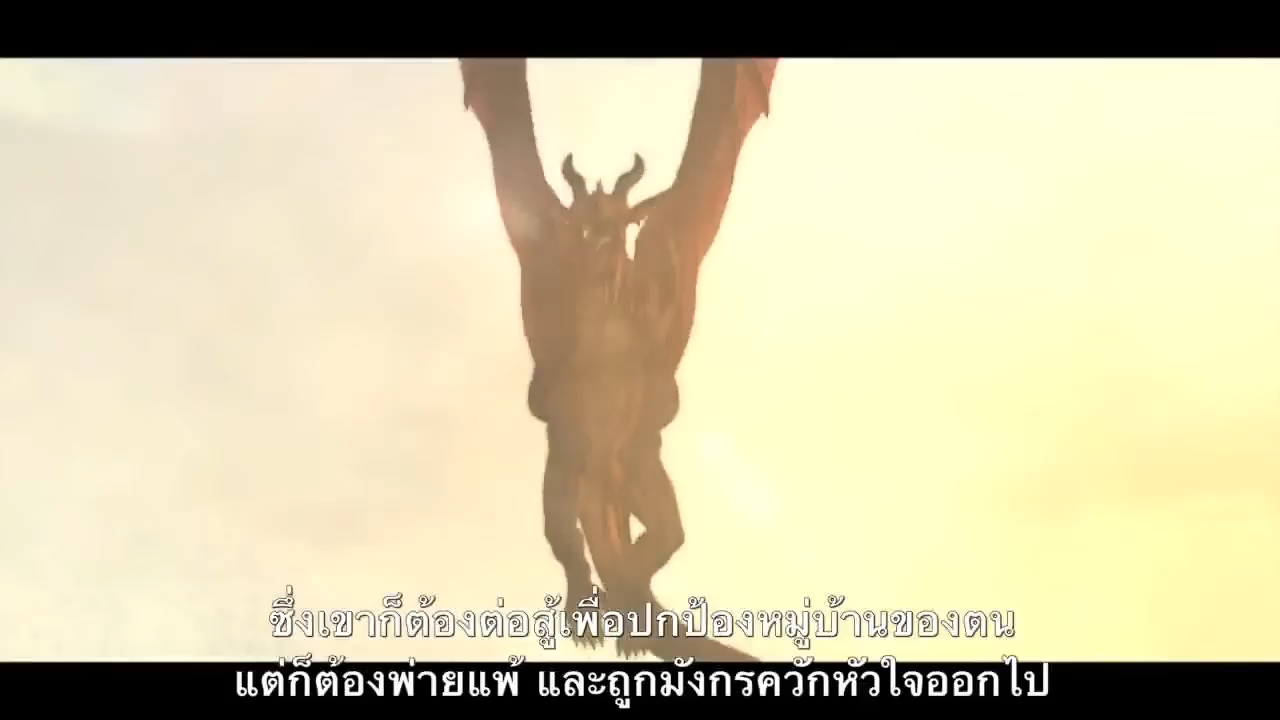 ซึ่งเขาก็ต้องต่อสู้เพื่อปกป้องหมู่บ้านของตน
แต่ก็ต้องพ่ายแพ้ และถูกมังกรควักหัวใจออกไป